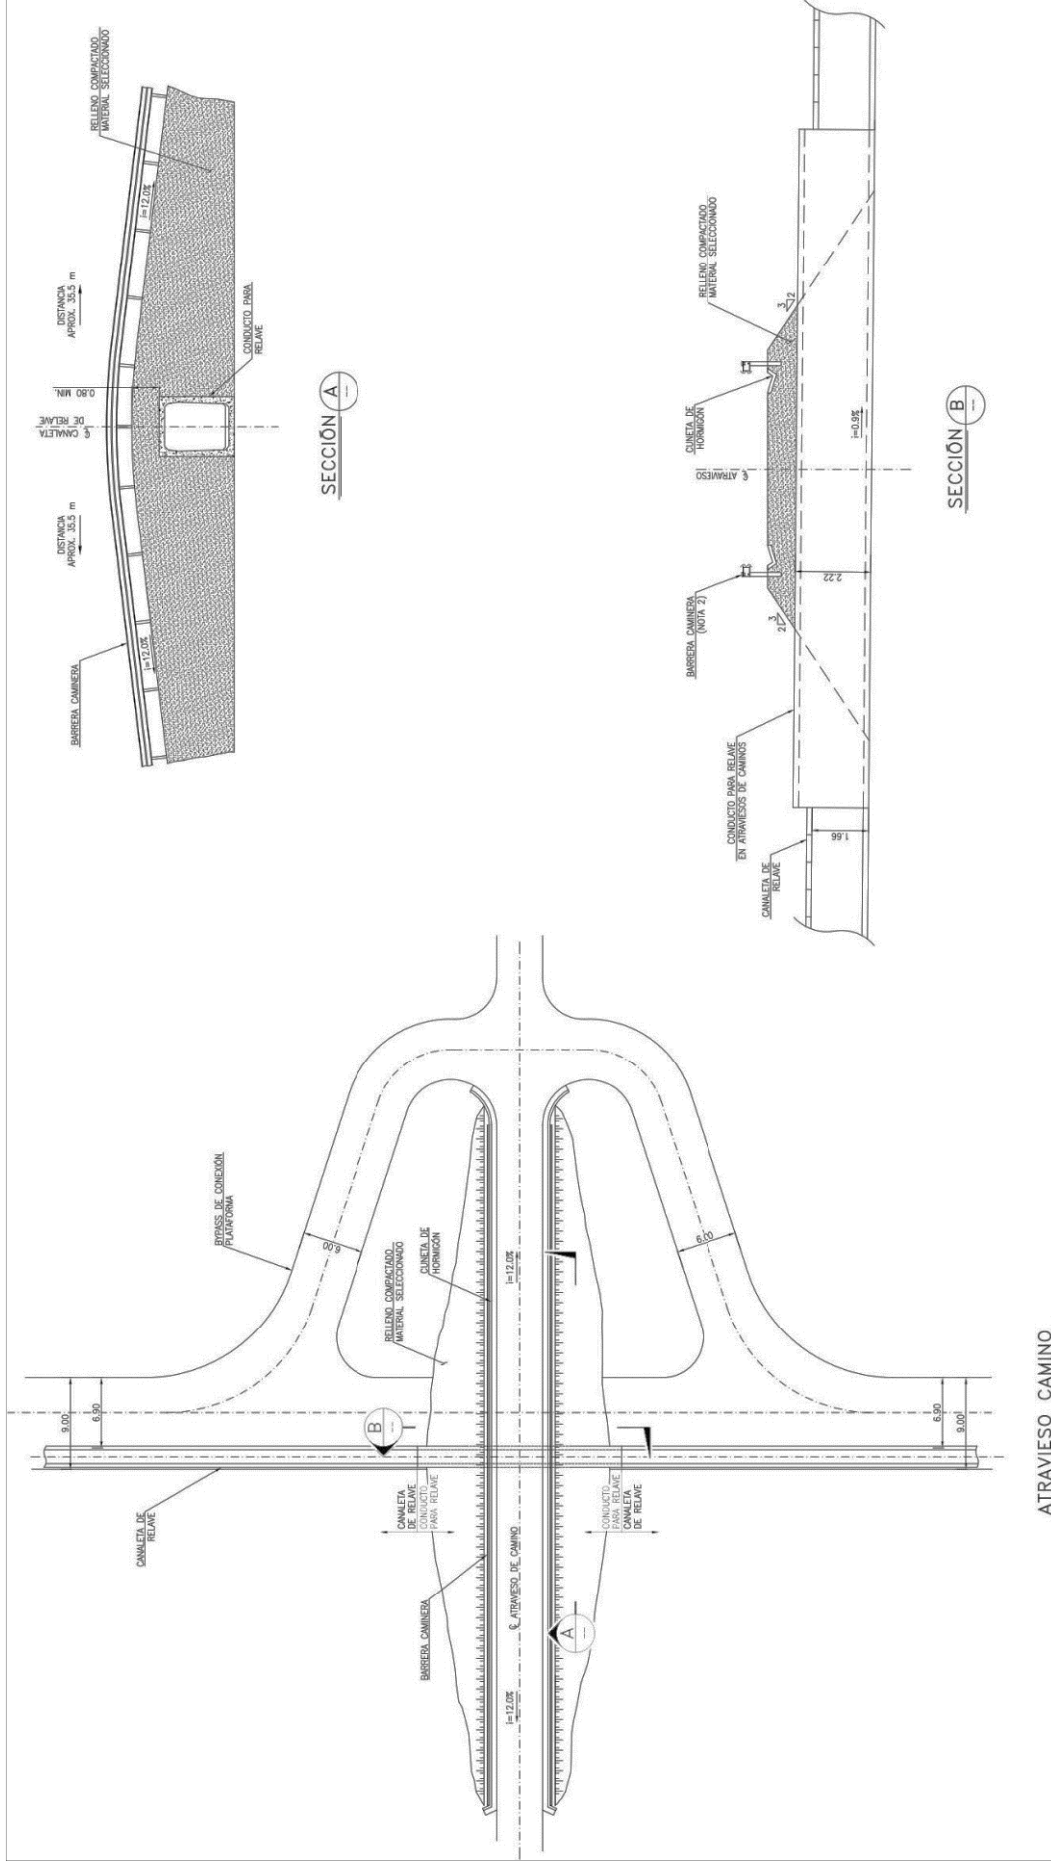 BARRERA CAMINERA
DISTANCIA
APROX. 35.5 m
℄ CANALETA
DE RELAVE
0.80 MIN.
DISTANCIA
APROX. 35.5 m
RELLENO COMPACTADO
MATERIAL SELECCIONADO
i=12.0%
i=12.0%
CONDUCTO PARA
RELAVE
SECCIÓN A
CANALETA DE
RELAVE
CONDUCTO PARA RELAVE
EN ATRAVIESOS DE CAMINOS
BARRERA CAMINERA
(NOTA 2)
℄ ATRAVIESO
CUNETA DE
HORMIGÓN
RELLENO COMPACTADO
MATERIAL SELECCIONADO
3
2
3
2
1.66
2.22
i=0.9%
SECCIÓN B
CANALETA DE
RELAVE
9.00
6.90
BYPASS DE CONEXIÓN
PLATAFORMA
6.00
B
CANALETA
DE RELAVE
CONDUCTO
PARA RELAVE
RELLENO COMPACTADO
MATERIAL SELECCIONADO
CUNETA DE
HORMIGÓN
BARRERA CAMINERA
i=12.0%
℄ ATRAVIESO DE CAMINO
i=12.0%
A
CONDUCTO
PARA RELAVE
CANALETA
DE RELAVE
6.00
6.90
9.00
ATRAVIESO CAMINO